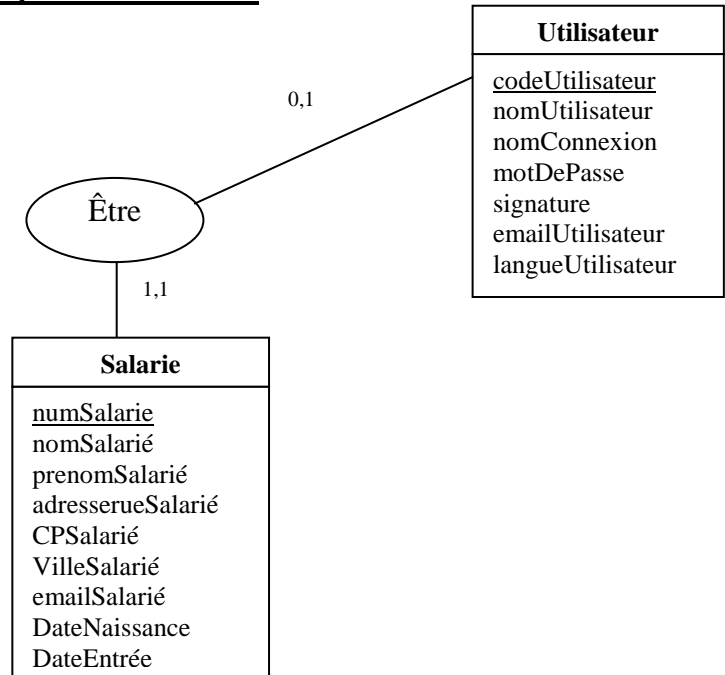 Utilisateur
codeUtilisateur
nomUtilisateur
nomConnexion
motDePasse
signature
emailUtilisateur
langueUtilisateur
0,1
Être
1,1
Salarie
numSalarie
nomSalarié
prenomSalarié
adresserueSalarié
CPSalarié
VilleSalarié
emailSalarié
DateNaissance
DateEntrée